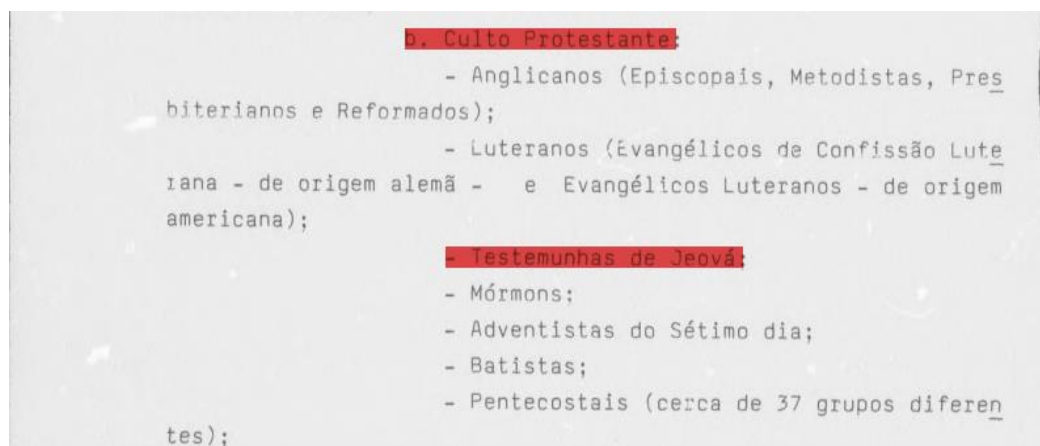 b. Culto Protestante:
- Anglicanos (Episcopais, Metodistas, Pres
biterianos e Reformados);
- Luteranos (Evangélicos de Confissão Lute
rana - de origem alemã - e Evangélicos Luteranos - de origem
americana);
- Testemunhas de Jeová;
- Mórmons;
- Adventistas do Sétimo dia;
- Batistas;
- Pentecostais (cerca de 37 grupos diferen
tes);